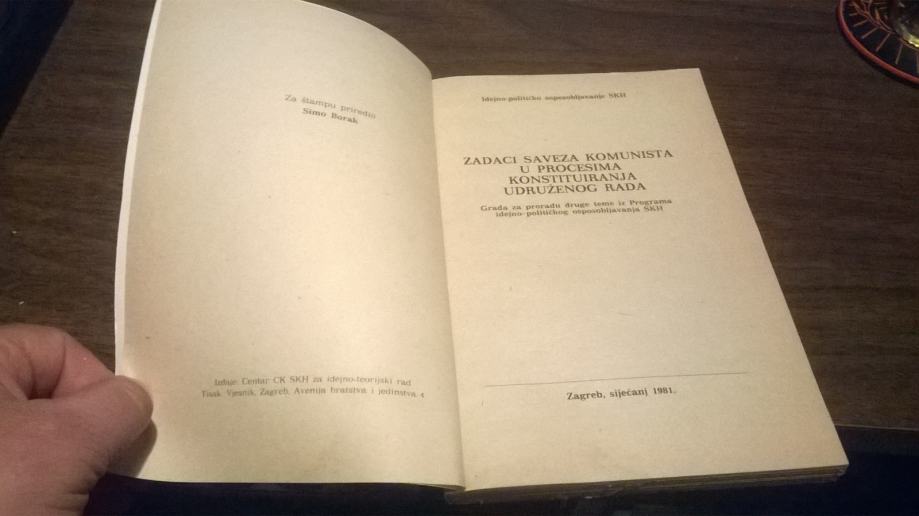 Za štampu priredio
Simo Borak
Izdaje: Centar CK SKH za idejno-teorijski rad
Tisak: Vjesnik, Zagreb, Avenija bratstva i jedinstva, 4
Idejno-političko osposobljavanje SKH
ZADACI SAVEZA KOMUNISTA
U PROCESIMA
KONSTITUIRANJA
UDRUŽENOG RADA
Građa za proradu druge teme iz Programa
idejno-političkog osposobljavanja SKH
Zagreb, siječanj 1981.